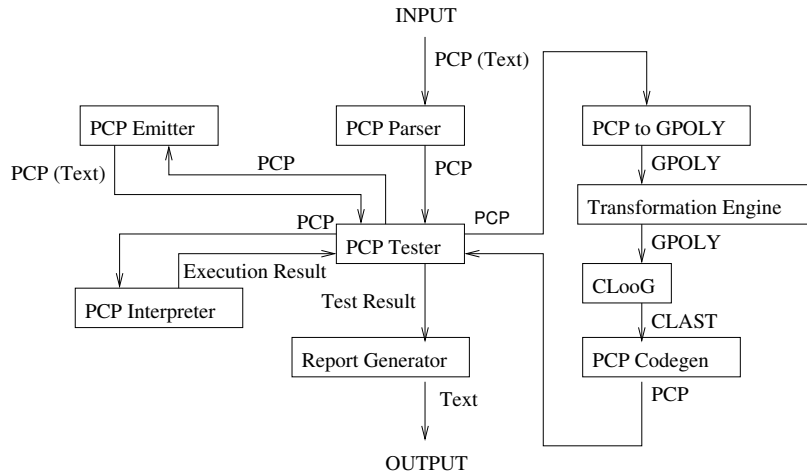 INPUT
PCP (Text)
PCP Emitter
PCP Parser
PCP to GPOLY
PCP (Text)
PCP
PCP
GPOLY
Transformation Engine
PCP
PCP
PCP Tester
GPOLY
Execution Result
CLooG
PCP Interpreter
Test Result
CLAST
Report Generator
PCP Codegen
Text
PCP
OUTPUT